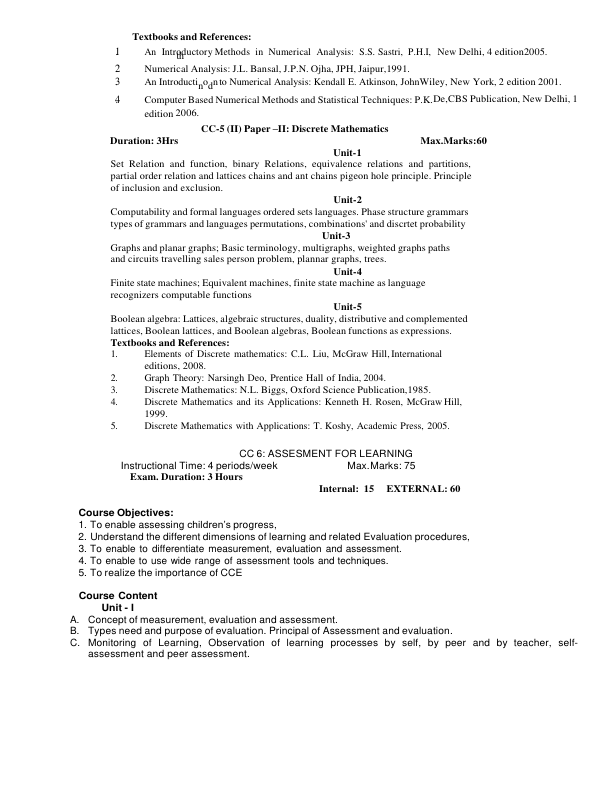 Textbooks and References:
1 An Introductory Methods in Numerical Analysis: S.S. Sastri, P.H.I, New Delhi, 4 edition2005.
2 Numerical Analysis: J.L. Bansal, J.P.N. Ojha, JPH, Jaipur,1991.
3 An Introduction to Numerical Analysis: Kendall E. Atkinson, JohnWiley, New York, 2 edition 2001.
4 Computer Based Numerical Methods and Statistical Techniques: P.K.De,CBS Publication, New Delhi, 1
edition 2006.
CC-5 (II) Paper –II: Discrete Mathematics
Duration: 3Hrs Max.Marks:60
Unit-1
Set Relation and function, binary Relations, equivalence relations and partitions,
partial order relation and lattices chains and ant chains pigeon hole principle. Principle
of inclusion and exclusion.
Unit-2
Computability and formal languages ordered sets languages. Phase structure grammars
types of grammars and languages permutations, combinations' and discrtet probability
Unit-3
Graphs and planar graphs; Basic terminology, multigraphs, weighted graphs paths
and circuits travelling sales person problem, plannar graphs, trees.
Unit-4
Finite state machines; Equivalent machines, finite state machine as language
recognizers computable functions
Unit-5
Boolean algebra: Lattices, algebraic structures, duality, distributive and complemented
lattices, Boolean lattices, and Boolean algebras, Boolean functions as expressions.
Textbooks and References:
1. Elements of Discrete mathematics: C.L. Liu, McGraw Hill, International
editions, 2008.
2. Graph Theory: Narsingh Deo, Prentice Hall of India, 2004.
3. Discrete Mathematics: N.L. Biggs, Oxford Science Publication,1985.
4. Discrete Mathematics and its Applications: Kenneth H. Rosen, McGraw Hill,
1999.
5. Discrete Mathematics with Applications: T. Koshy, Academic Press, 2005.
CC 6: ASSESMENT FOR LEARNING
Instructional Time: 4 periods/week Max.Marks: 75
Exam. Duration: 3 Hours
Internal: 15 EXTERNAL: 60
Course Objectives:
1. To enable assessing children's progress,
2. Understand the different dimensions of learning and related Evaluation procedures,
3. To enable to differentiate measurement, evaluation and assessment.
4. To enable to use wide range of assessment tools and techniques.
5. To realize the importance of CCE
Course Content
Unit - I
A. Concept of measurement, evaluation and assessment.
B. Types need and purpose of evaluation. Principal of Assessment and evaluation.
C. Monitoring of Learning, Observation of learning processes by self, by peer and by teacher, self-
assessment and peer assessment.